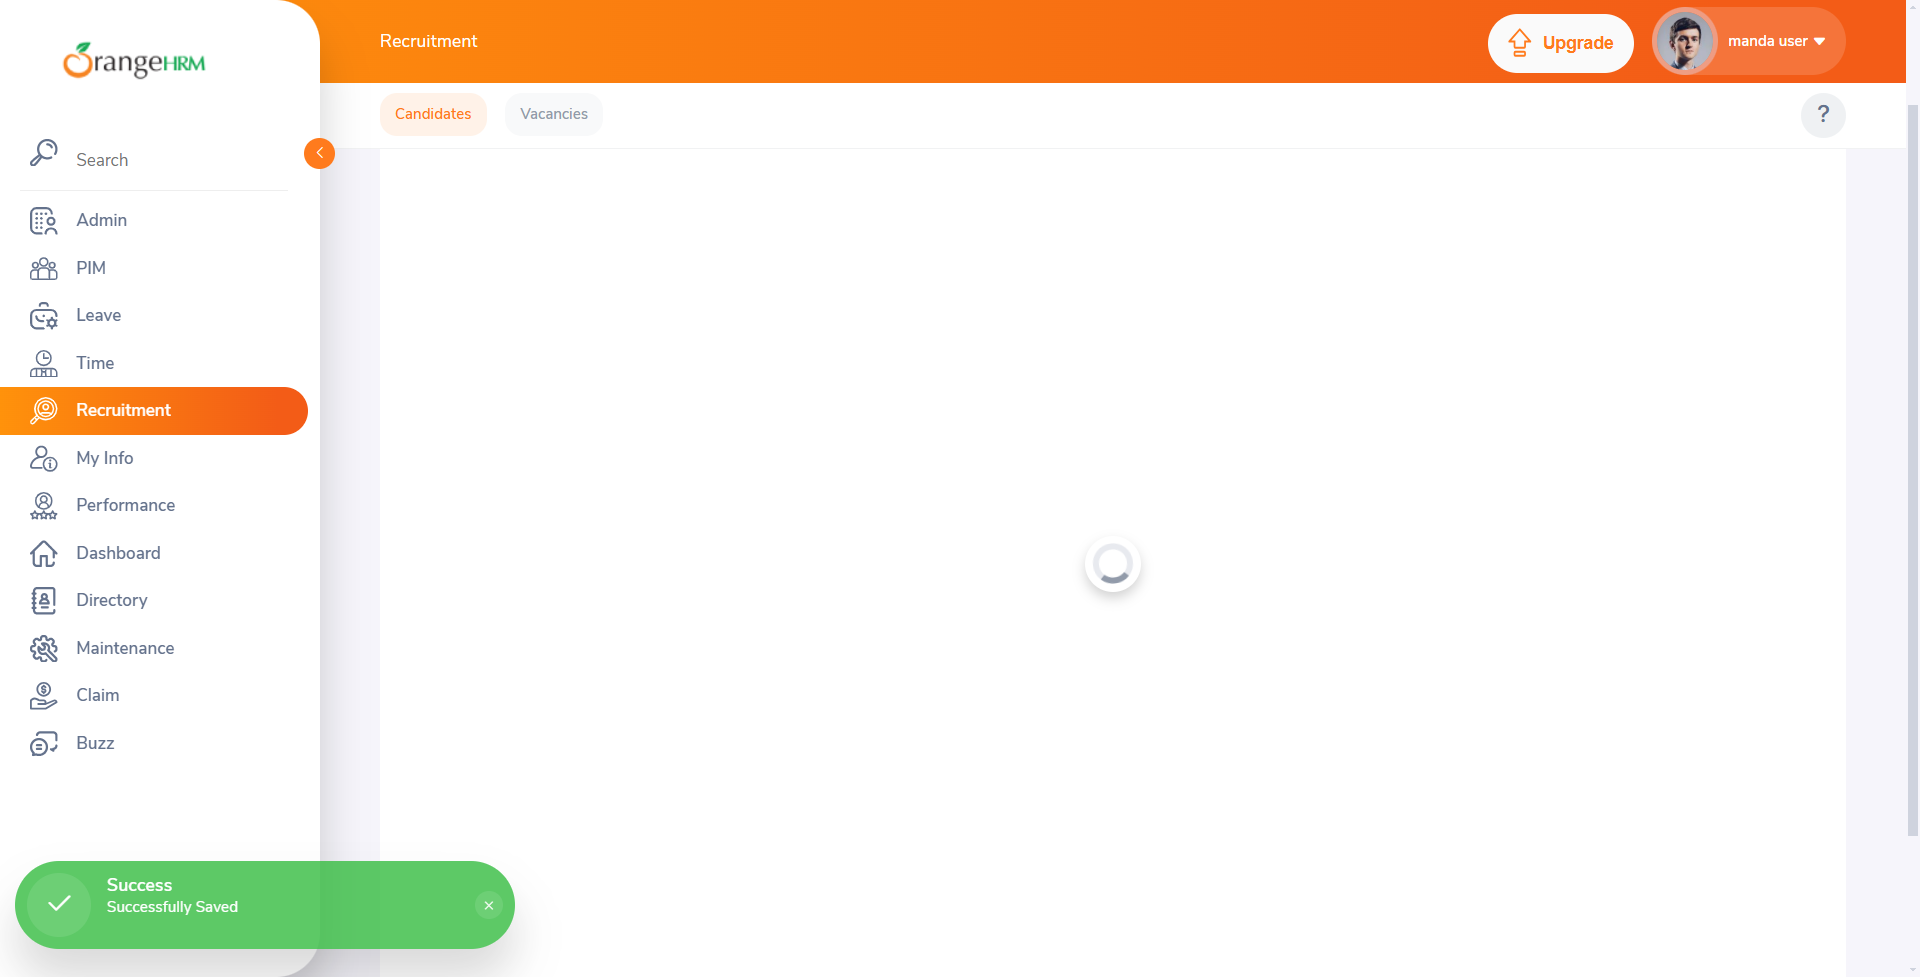 OrangeHRM
Recruitment
Upgrade
manda user
Candidates
Vacancies
?
Search
Admin
PIM
Leave
Time
Recruitment
My Info
Performance
Dashboard
Directory
Maintenance
Claim
Buzz
Success
Successfully Saved